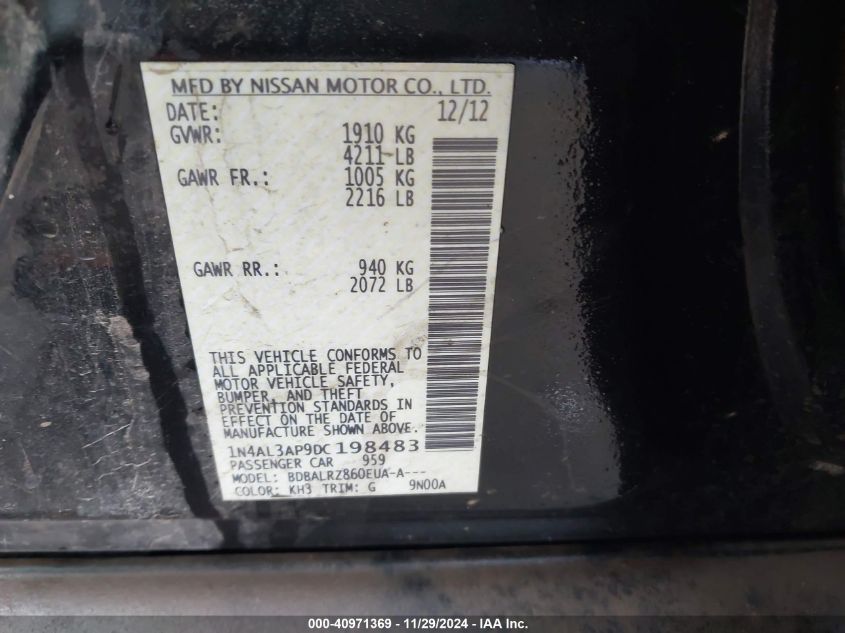 MFD BY NISSAN MOTOR CO., LTD.
DATE: 12/12
GVWR: 1910 KG
4211 LB
GAWR FR.: 1005 KG
2216 LB
GAWR RR.: 940 KG
2072 LB
THIS VEHICLE CONFORMS TO
ALL APPLICABLE FEDERAL
MOTOR VEHICLE SAFETY,
BUMPER, AND THEFT
PREVENTION STANDARDS IN
EFFECT ON THE DATE OF
MANUFACTURE SHOWN ABOVE.
1N4AL3AP9DC198483
PASSENGER CAR 959
MODEL: BDBALRZ860EUA-A---
COLOR: KH3 TRIM: G 9N00A
000-40971369 - 11/29/2024 - IAA Inc.